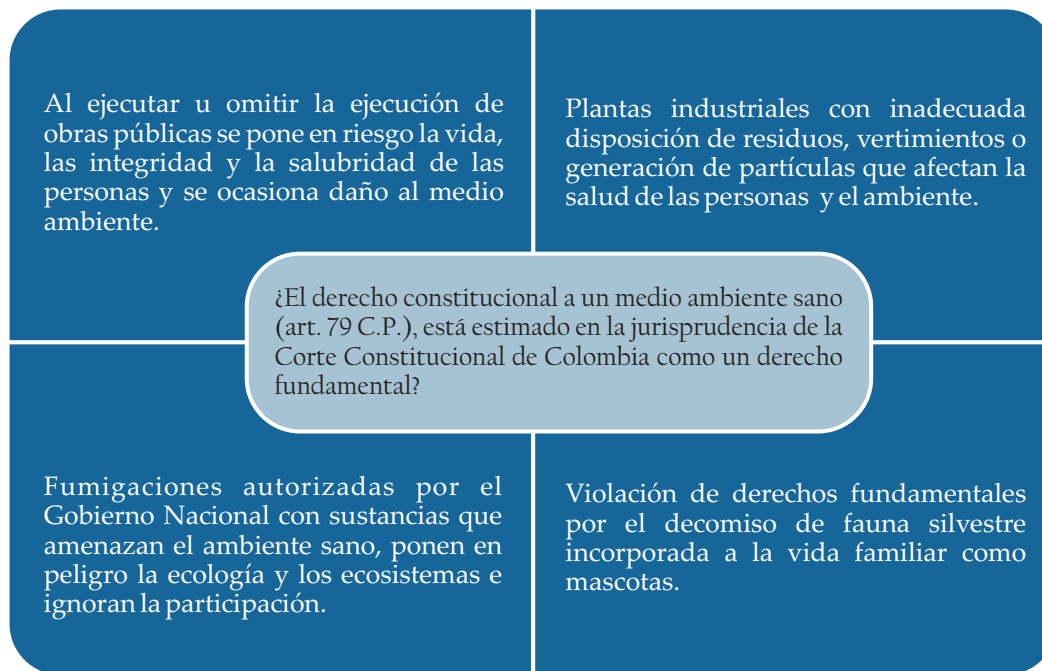 Al ejecutar u omitir la ejecución de
obras públicas se pone en riesgo la vida,
las integridad y la salubridad de las
personas y se ocasiona daño al medio
ambiente.
Plantas industriales con inadecuada
disposición de residuos, vertimientos o
generación de partículas que afectan la
salud de las personas y el ambiente.
¿El derecho constitucional a un medio ambiente sano
(art. 79 C.P.), está estimado en la jurisprudencia de la
Corte Constitucional de Colombia como un derecho
fundamental?
Fumigaciones autorizadas por el
Gobierno Nacional con sustancias que
amenazan el ambiente sano, ponen en
peligro la ecología y los ecosistemas e
ignoran la participación.
Violación de derechos fundamentales
por el decomiso de fauna silvestre
incorporada a la vida familiar como
mascotas.